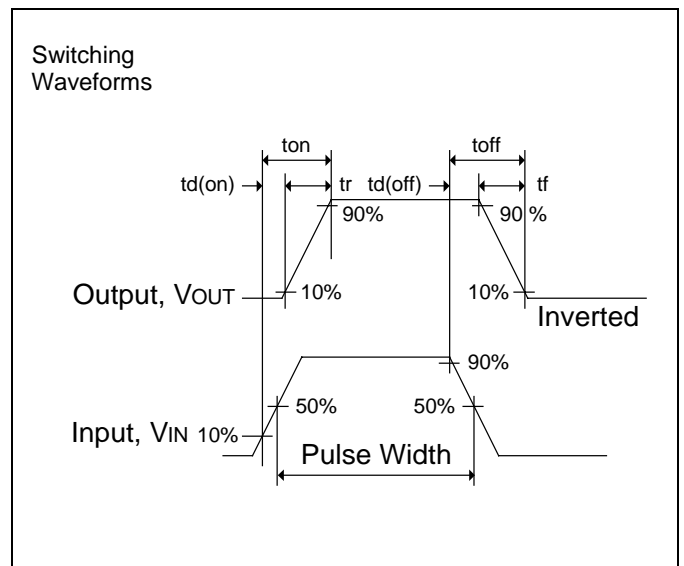 Switching
Waveforms
ton toff
td(on) tr td(off) tf
90% 90 %
Output, VOUT 10% 10%
Inverted
90%
50% 50%
Input, VIN 10%
Pulse Width